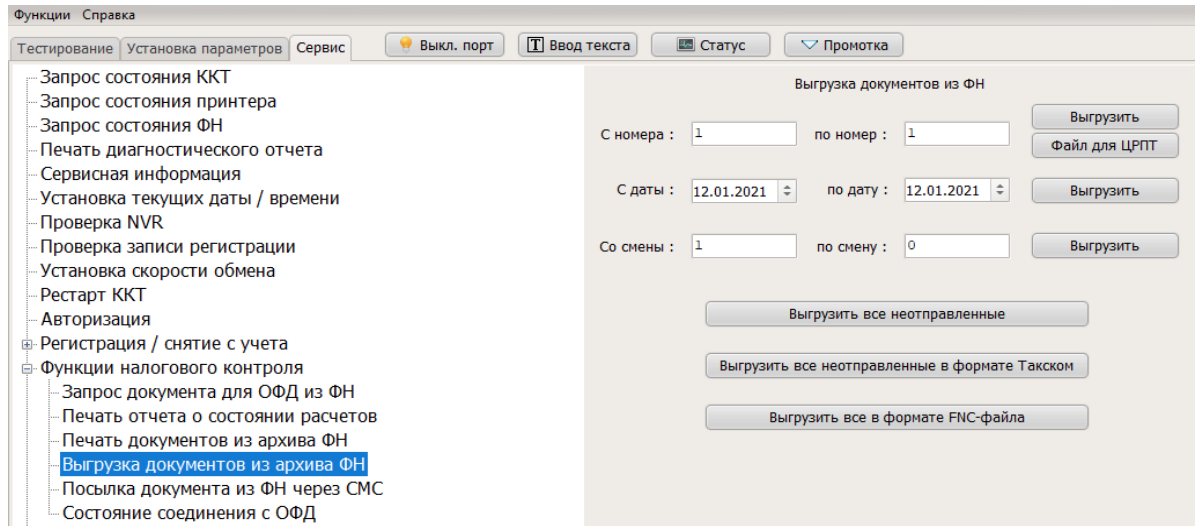 Функции Справка
Тестирование Установка параметров Сервис Выкл. порт T Ввод текста Статус Промотка
Запрос состояния ККТ
Запрос состояния принтера
Запрос состояния ФН
Печать диагностического отчета
Сервисная информация
Установка текущих даты / времени
Проверка NVR
Проверка записи регистрации
Установка скорости обмена
Рестарт ККТ
Авторизация
Регистрация / снятие с учета
Функции налогового контроля
Запрос документа для ОФД из ФН
Печать отчета о состоянии расчетов
Печать документов из архива ФН
Выгрузка документов из архива ФН
Посылка документа из ФН через СМС
Состояние соединения с ОФД
Выгрузка документов из ФН
С номера : 1 по номер : 1 Выгрузить
Файл для ЦРПТ
С даты : 12.01.2021 по дату : 12.01.2021 Выгрузить
Со смены : 1 по смену : 0 Выгрузить
Выгрузить все неотправленные
Выгрузить все неотправленные в формате Такском
Выгрузить все в формате FNC-файла